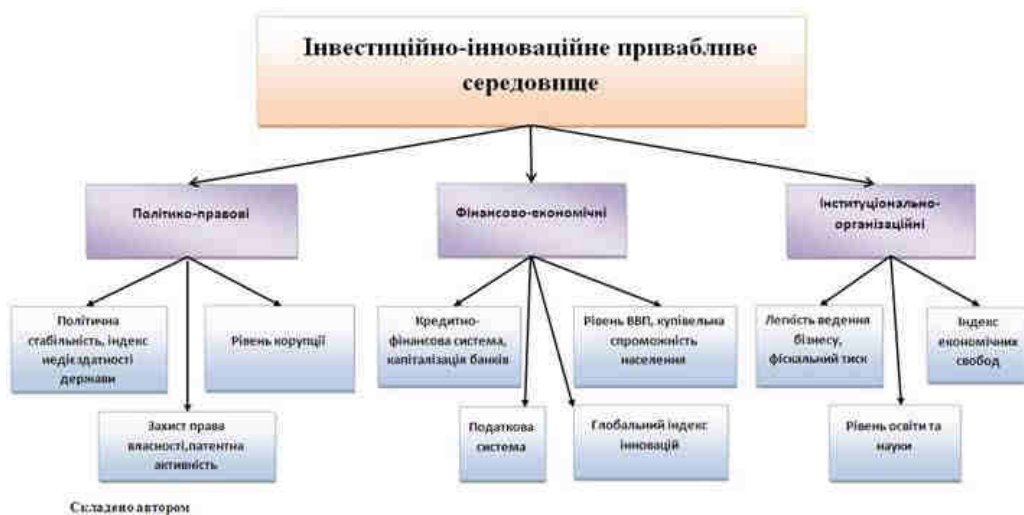 Інвестиційно-інноваційне привабливе
середовище
Політико-правові
Фінансово-економічні
Інституціонально-
організаційні
Політична
стабільність, індекс
недієздатності
держави
Рівень корупції
Кредитно-
фінансова система,
капіталізація банків
Рівень ВВП, купівельна
спроможність
населення
Легкість ведення
бізнесу,
фіскальний тиск
Індекс
економічних
свобод
Захист права
власності,патентна
активність
Податкова
система
Глобальний індекс
інновацій
Рівень освіти та
науки
Складено автором